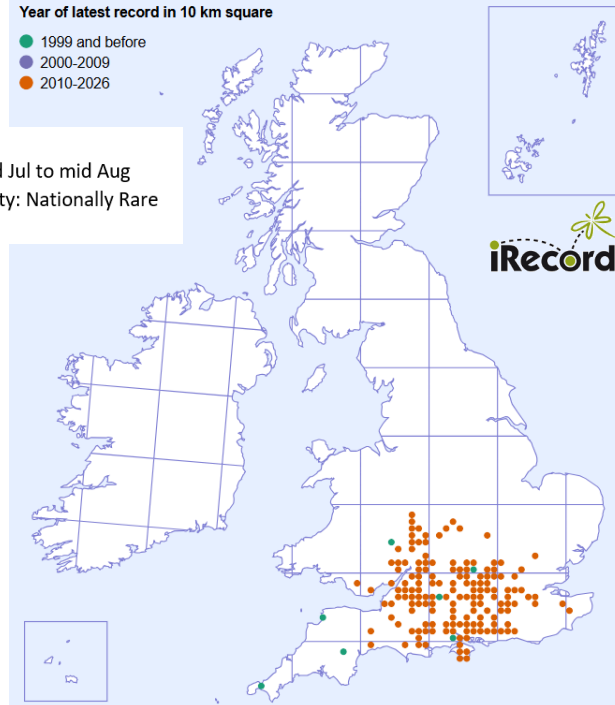 Year of latest record in 10 km square
1999 and before
2000-2009
2010-2026
Jul to mid Aug
ty: Nationally Rare
iRecord